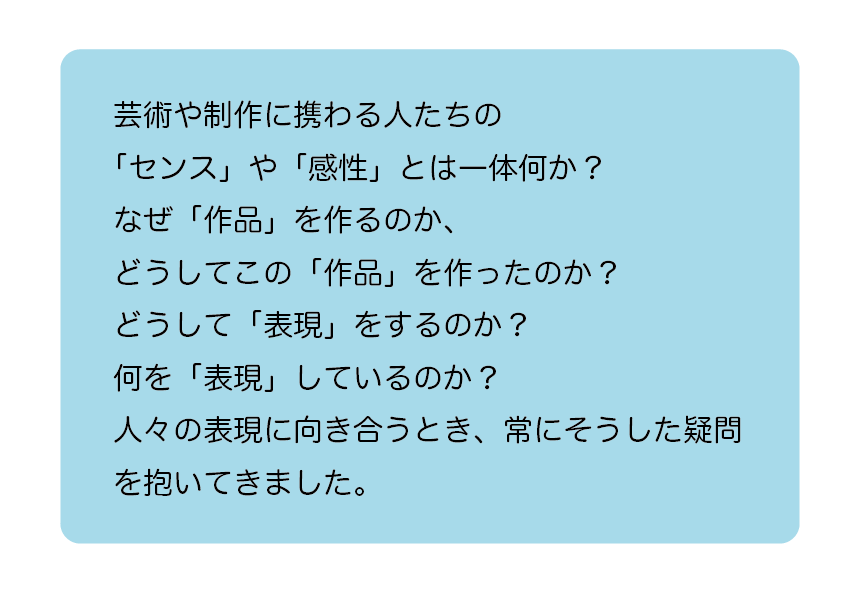 芸術や制作に携わる人たちの
「センス」や「感性」とは一体何か？
なぜ「作品」を作るのか、
どうしてこの「作品」を作ったのか？
どうして「表現」をするのか？
何を「表現」しているのか？
人々の表現に向き合うとき、常にそうした疑問
を抱いてきました。